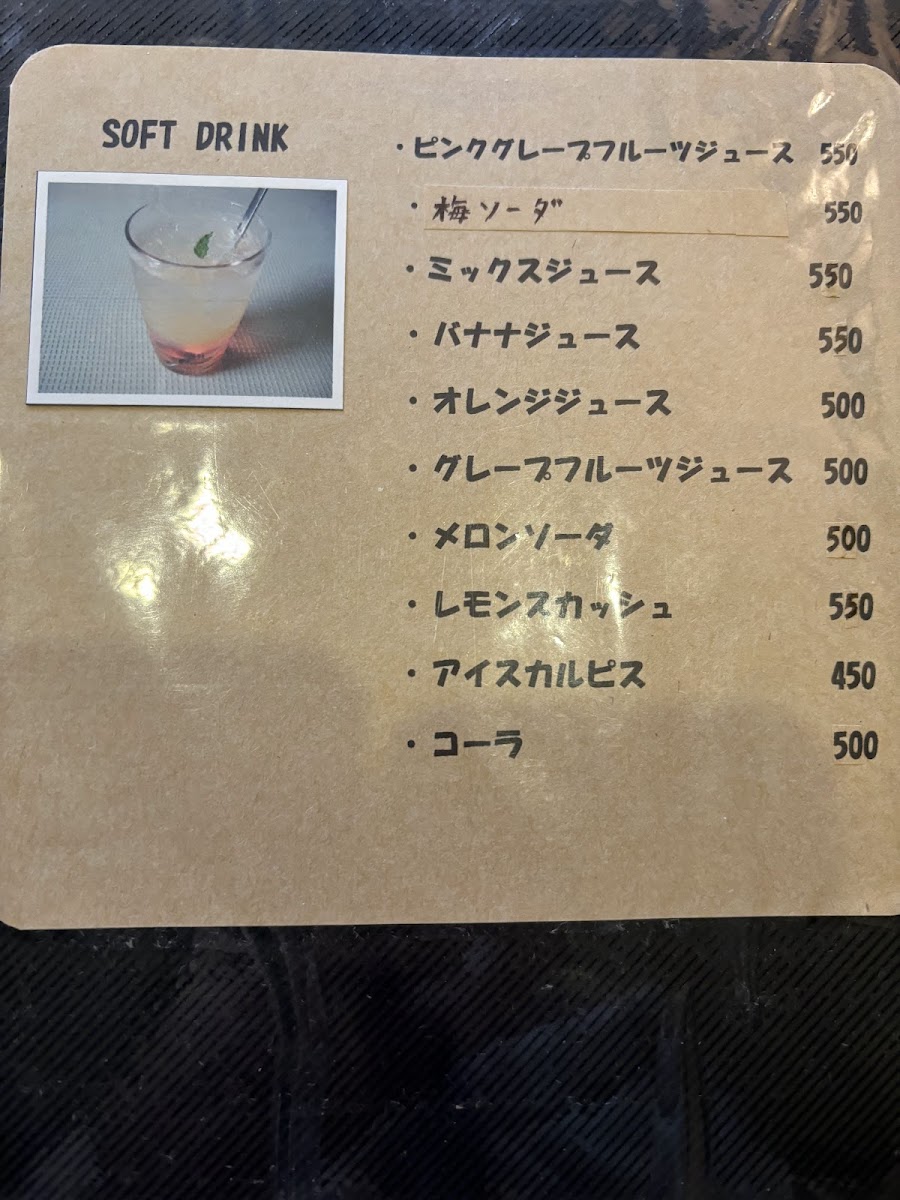 SOFT DRINK
・ピンクグレープフルーツジュース 550
・梅ソーダ 550
・ミックスジュース 550
・バナナジュース 550
・オレンジジュース 500
・グレープフルーツジュース 500
・メロンソーダ 500
・レモンスカッシュ 550
・アイスカルピス 450
・コーラ 500